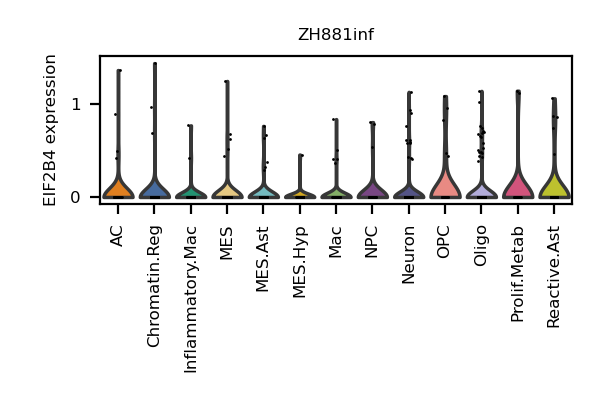 ZH881inf
EIF2B4 expression
1
0
AC
Chromatin.Reg
Inflammatory.Mac
MES
MES.Ast
MES.Hyp
Mac
NPC
Neuron
OPC
Oligo
Prolif.Metab
Reactive.Ast